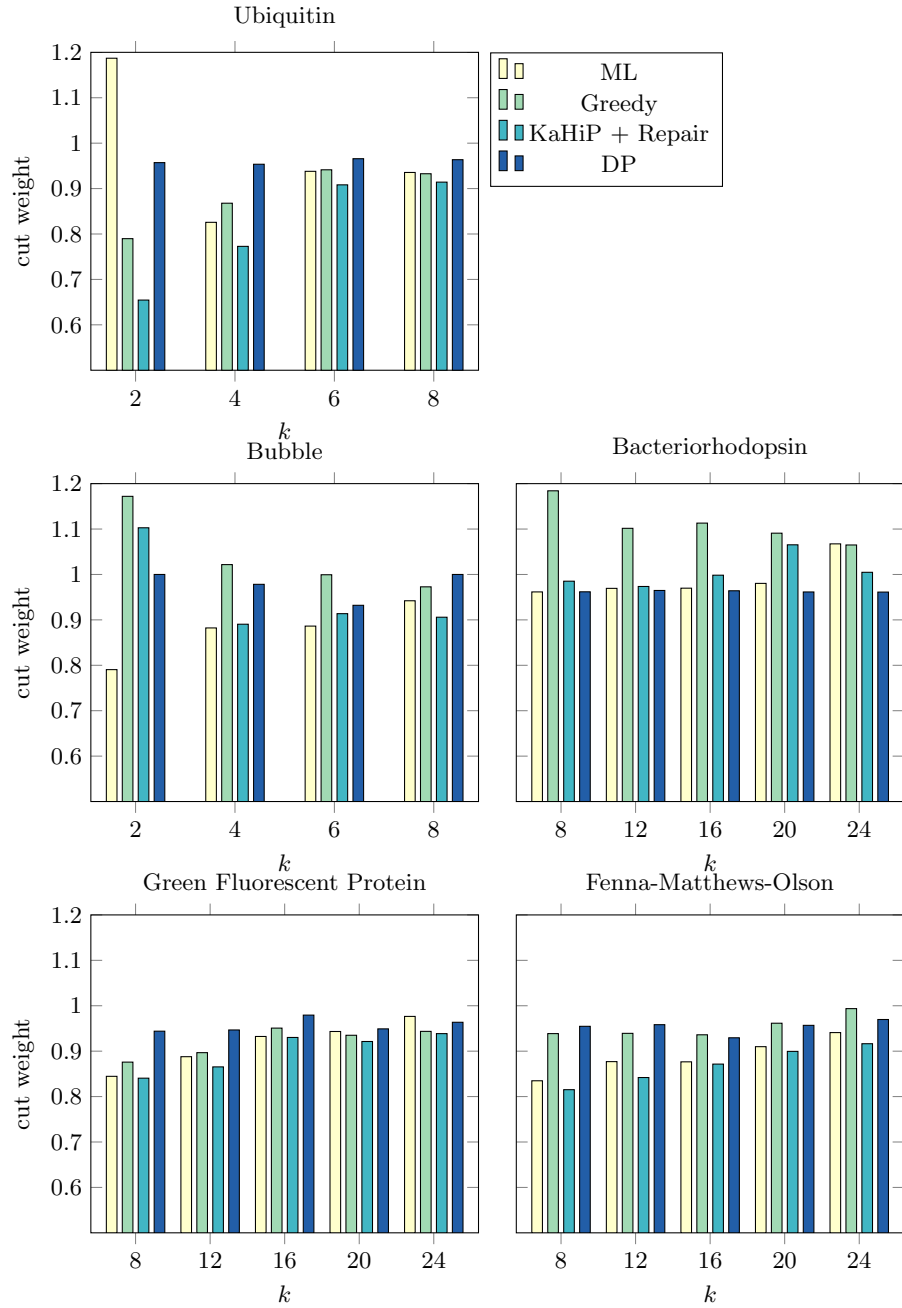 Ubiquitin
1.2
1.1
1
0.9
0.8
0.7
0.6
cut weight
2 4 6 8
k
ML
Greedy
KaHiP + Repair
DP
Bubble
1.2
1.1
1
0.9
0.8
0.7
0.6
cut weight
2 4 6 8
k
Bacteriorhodopsin
8 12 16 20 24
k
Green Fluorescent Protein
1.2
1.1
1
0.9
0.8
0.7
0.6
cut weight
8 12 16 20 24
k
Fenna-Matthews-Olson
8 12 16 20 24
k